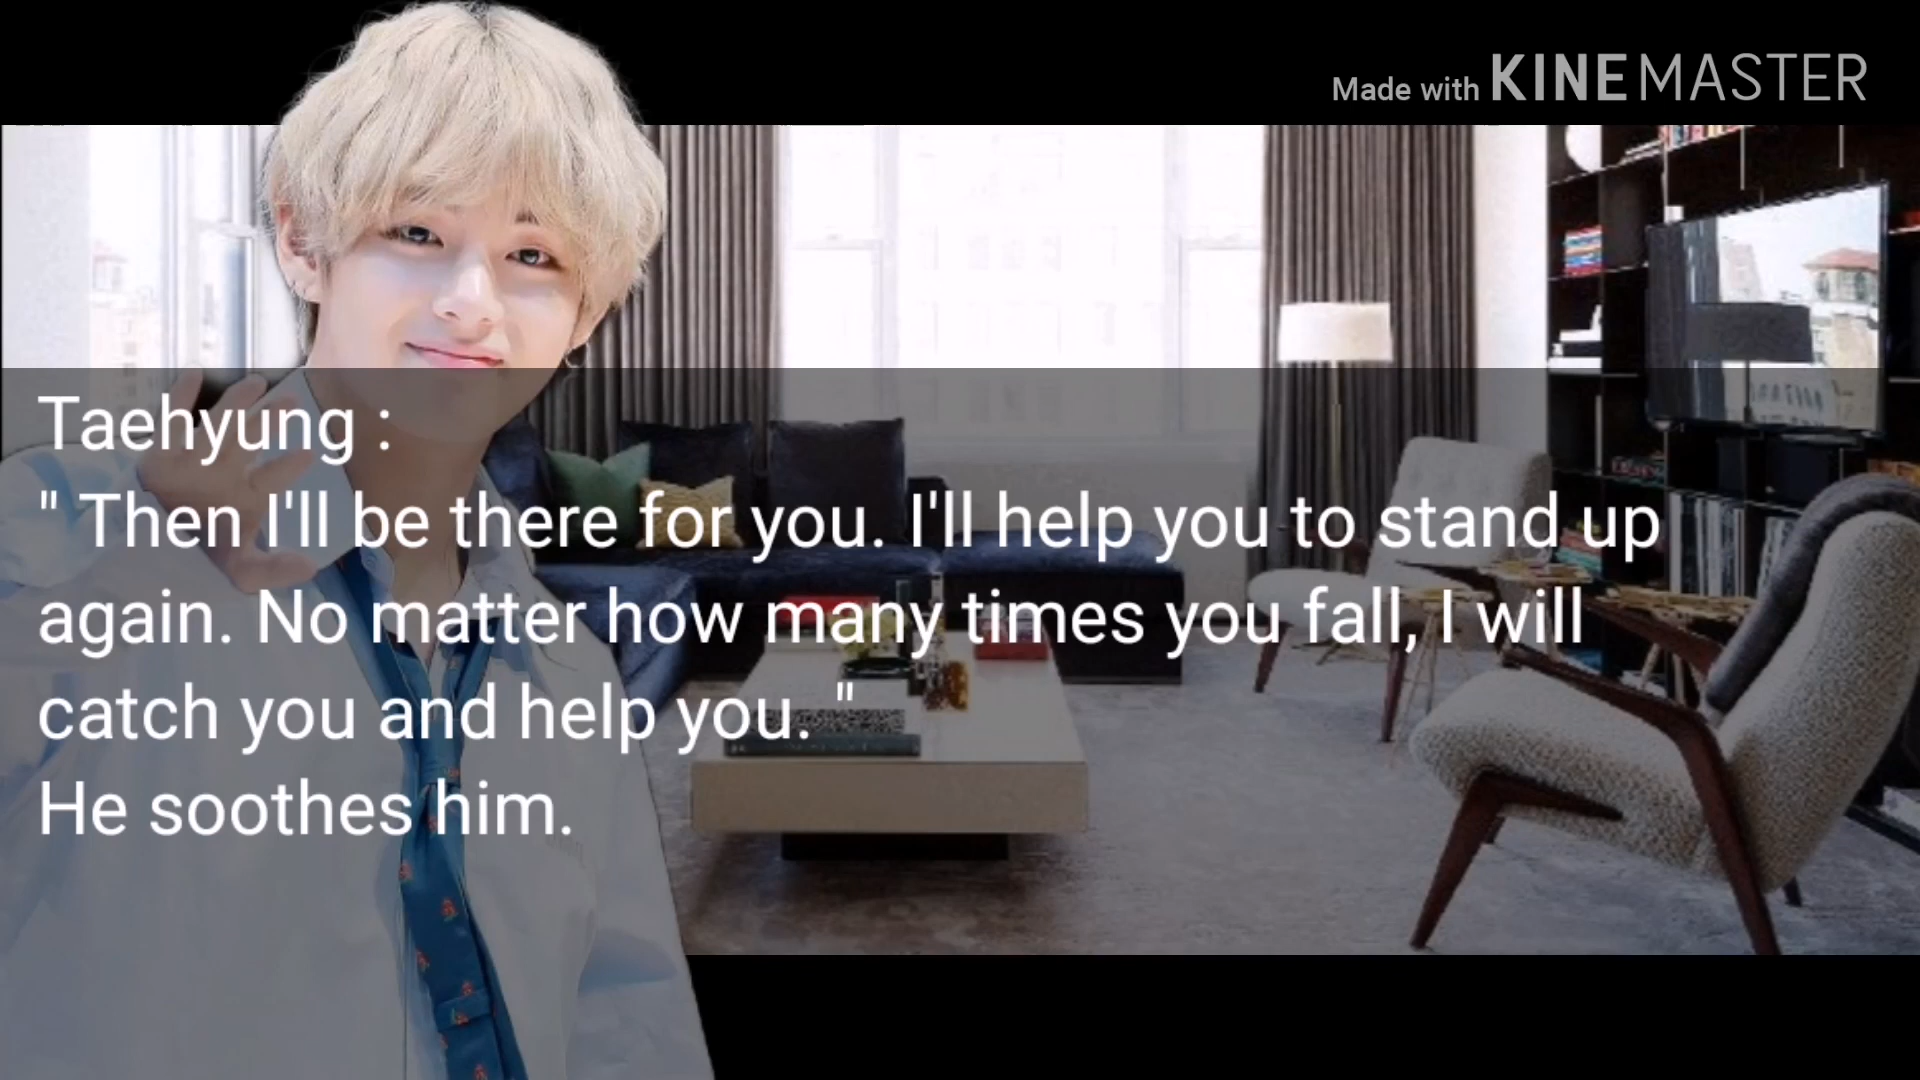 Made with KINEMASTER
Taehyung :
" Then I'll be there for you. I'll help you to stand up
again. No matter how many times you fall, I will
catch you and help you. "
He soothes him.